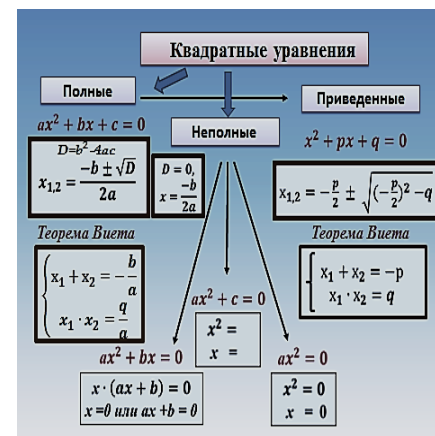 Квадратные уравнения
Полные
Неполные
Приведенные
ax² + bx + c = 0
D=b²-4ac
x₁,₂ = (-b ± √D) / 2a
D = 0,
x = -b / 2a
x² + px + q = 0
x₁,₂ = -p/2 ± √((-p/2)² - q)
Теорема Виета
x₁ + x₂ = - b/a
x₁ · x₂ = q/a
Теорема Виета
x₁ + x₂ = -p
x₁ · x₂ = q
ax² + c = 0
x² =
x =
ax² + bx = 0
x · (ax + b) = 0
x =0 или ax +b = 0
ax² = 0
x² = 0
x = 0